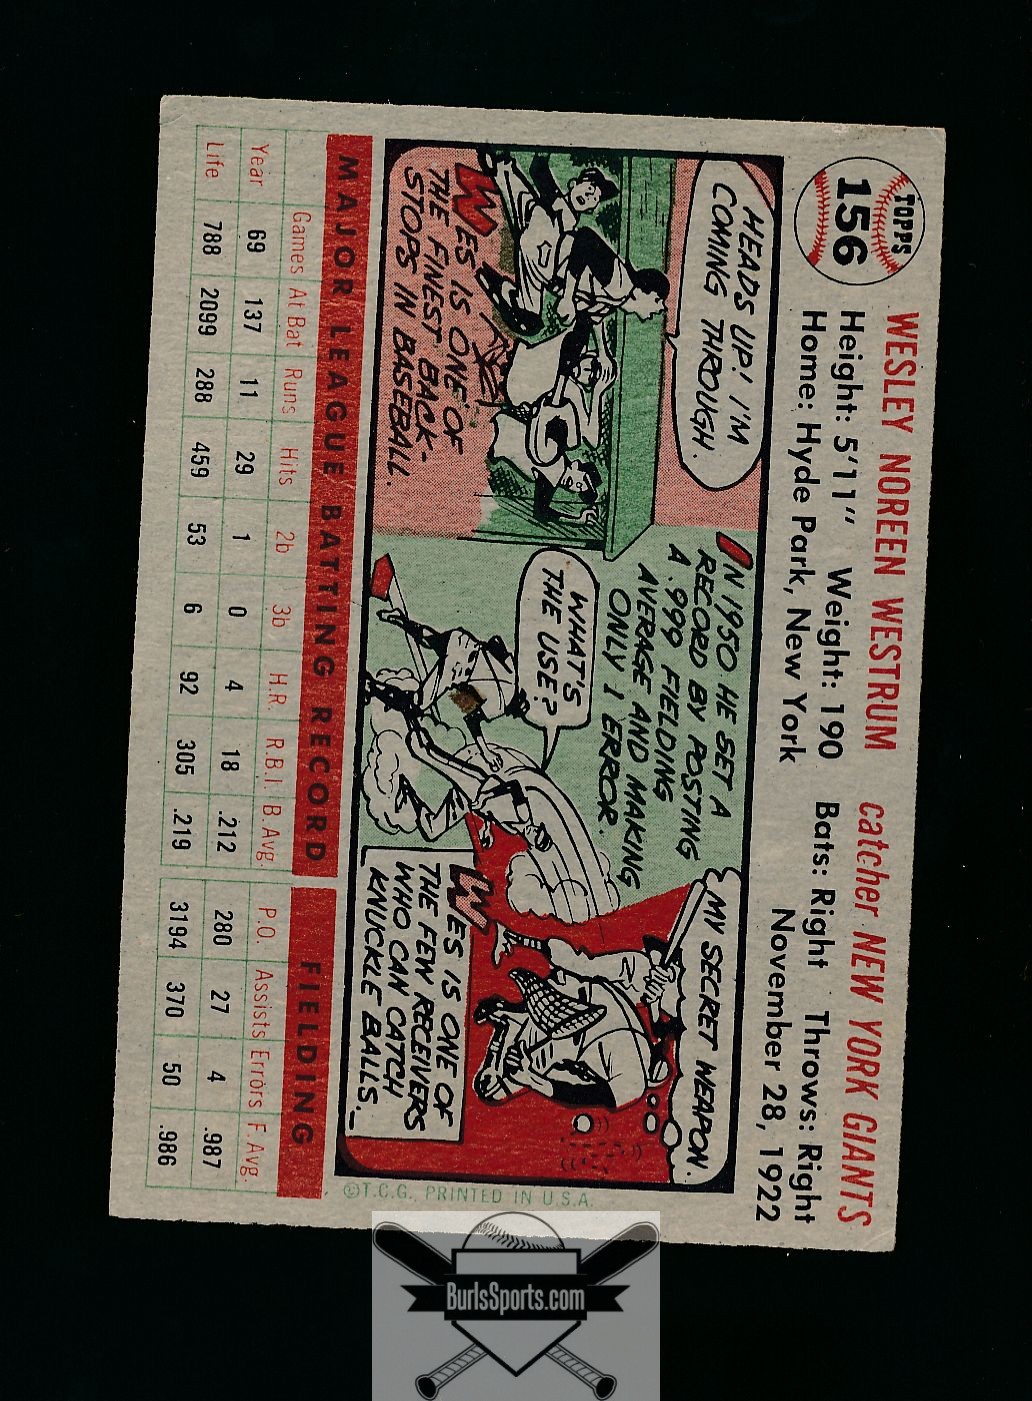 TOPPS
156
WESLEY NOREEN WESTRUM
catcher NEW YORK GIANTS
Height: 5'11" Weight: 190 Bats: Right Throws: Right
Home: Hyde Park, New York November 28, 1922
HEADS UP! I'M
COMING THROUGH.
WES IS ONE OF
THE FINEST BACK-
STOPS IN BASEBALL.
IN 1950 HE SET A
RECORD BY POSTING
A .999 FIELDING
AVERAGE AND MAKING
ONLY 1 ERROR.
WHAT'S
THE USE?
MY SECRET WEAPON.
WES IS ONE OF
THE FEW RECEIVERS
WHO CAN CATCH
KNUCKLE BALLS.
©T.C.G., PRINTED IN U.S.A.
MAJOR LEAGUE BATTING RECORD FIELDING
Games At Bat Runs Hits 2b 3b H.R. R.B.I. B.Avg. P.O. Assists Errors F.Avg.
Year 69 137 11 29 1 0 4 18 .212 280 27 4 .987
Life 788 2099 288 459 53 6 92 305 .219 3194 370 50 .986
BurlsSports.com